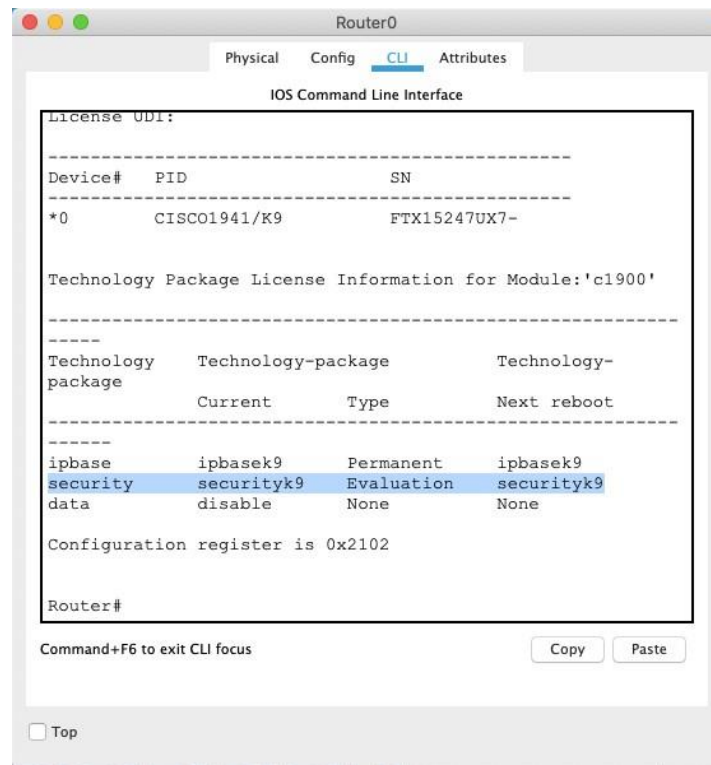 Router0
Physical Config CLI Attributes
IOS Command Line Interface
License UDI:
-------------------------------------------------
Device# PID SN
-------------------------------------------------
*0 CISCO1941/K9 FTX15247UX7-
Technology Package License Information for Module:'c1900'
-----------------------------------------------------------
-----
Technology Technology-package Technology-
package
Current Type Next reboot
-----------------------------------------------------------
------
ipbase ipbasek9 Permanent ipbasek9
security securityk9 Evaluation securityk9
data disable None None
Configuration register is 0x2102
Router#
Command+F6 to exit CLI focus Copy Paste
Top